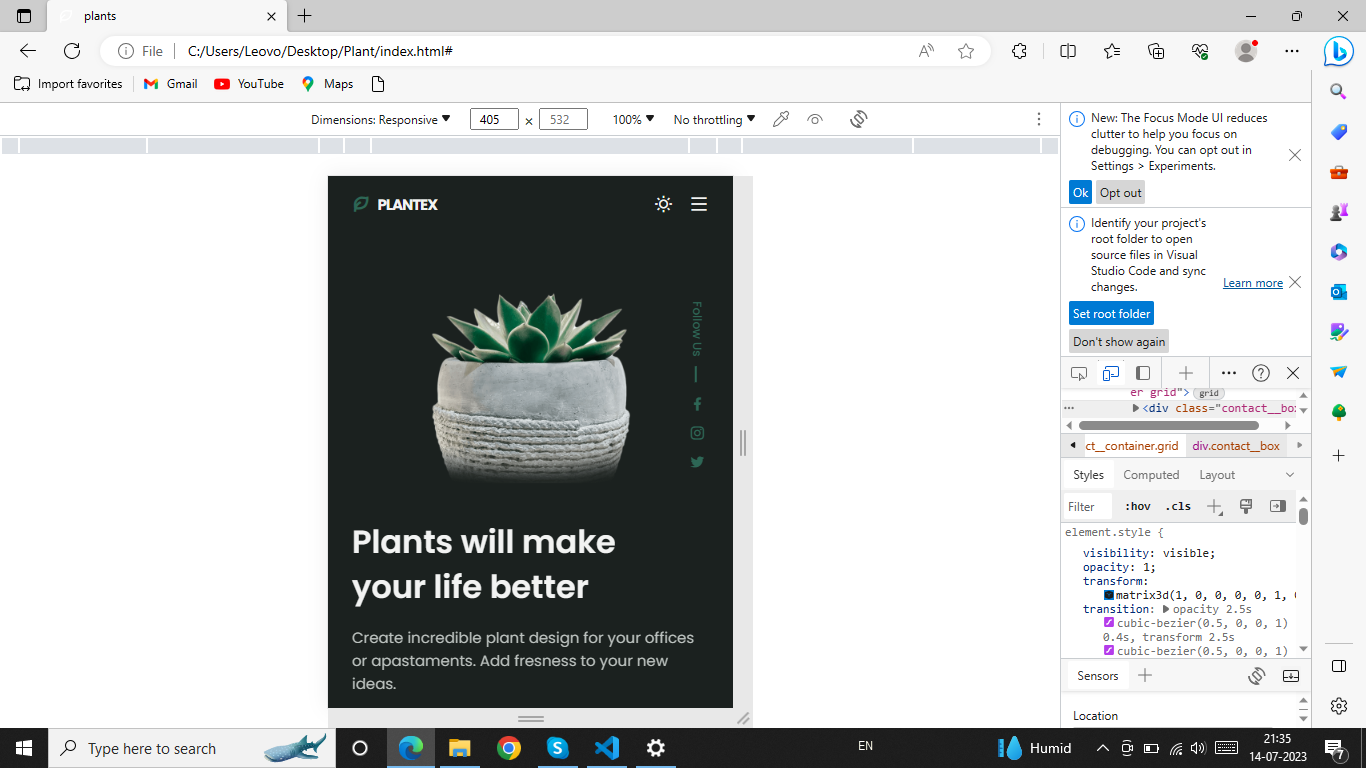 plants
File
C:/Users/Leovo/Desktop/Plant/index.html#
Import favorites
Gmail
YouTube
Maps
Dimensions: Responsive
405
×
532
100%
No throttling
PLANTEX
Follow Us
Plants will make
your life better
Create incredible plant design for your offices
or apastaments. Add fresness to your new
ideas.
New: The Focus Mode UI reduces
clutter to help you focus on
debugging. You can opt out in
Settings > Experiments.
Ok
Opt out
Identify your project's
root folder to open
source files in Visual
Studio Code and sync
changes.
Learn more
Set root folder
Don't show again
er grid"> grid
<div class="contact__box
ct__container.grid
div.contact__box
Styles
Computed
Layout
Filter
:hov
.cls
element.style {
visibility: visible;
opacity: 1;
transform:
matrix3d(1, 0, 0, 0, 0, 1, 0
transition: opacity 2.5s
cubic-bezier(0.5, 0, 0, 1)
0.4s, transform 2.5s
cubic-bezier(0.5, 0, 0, 1)
Sensors
Location
Type here to search
EN
Humid
21:35
14-07-2023
7